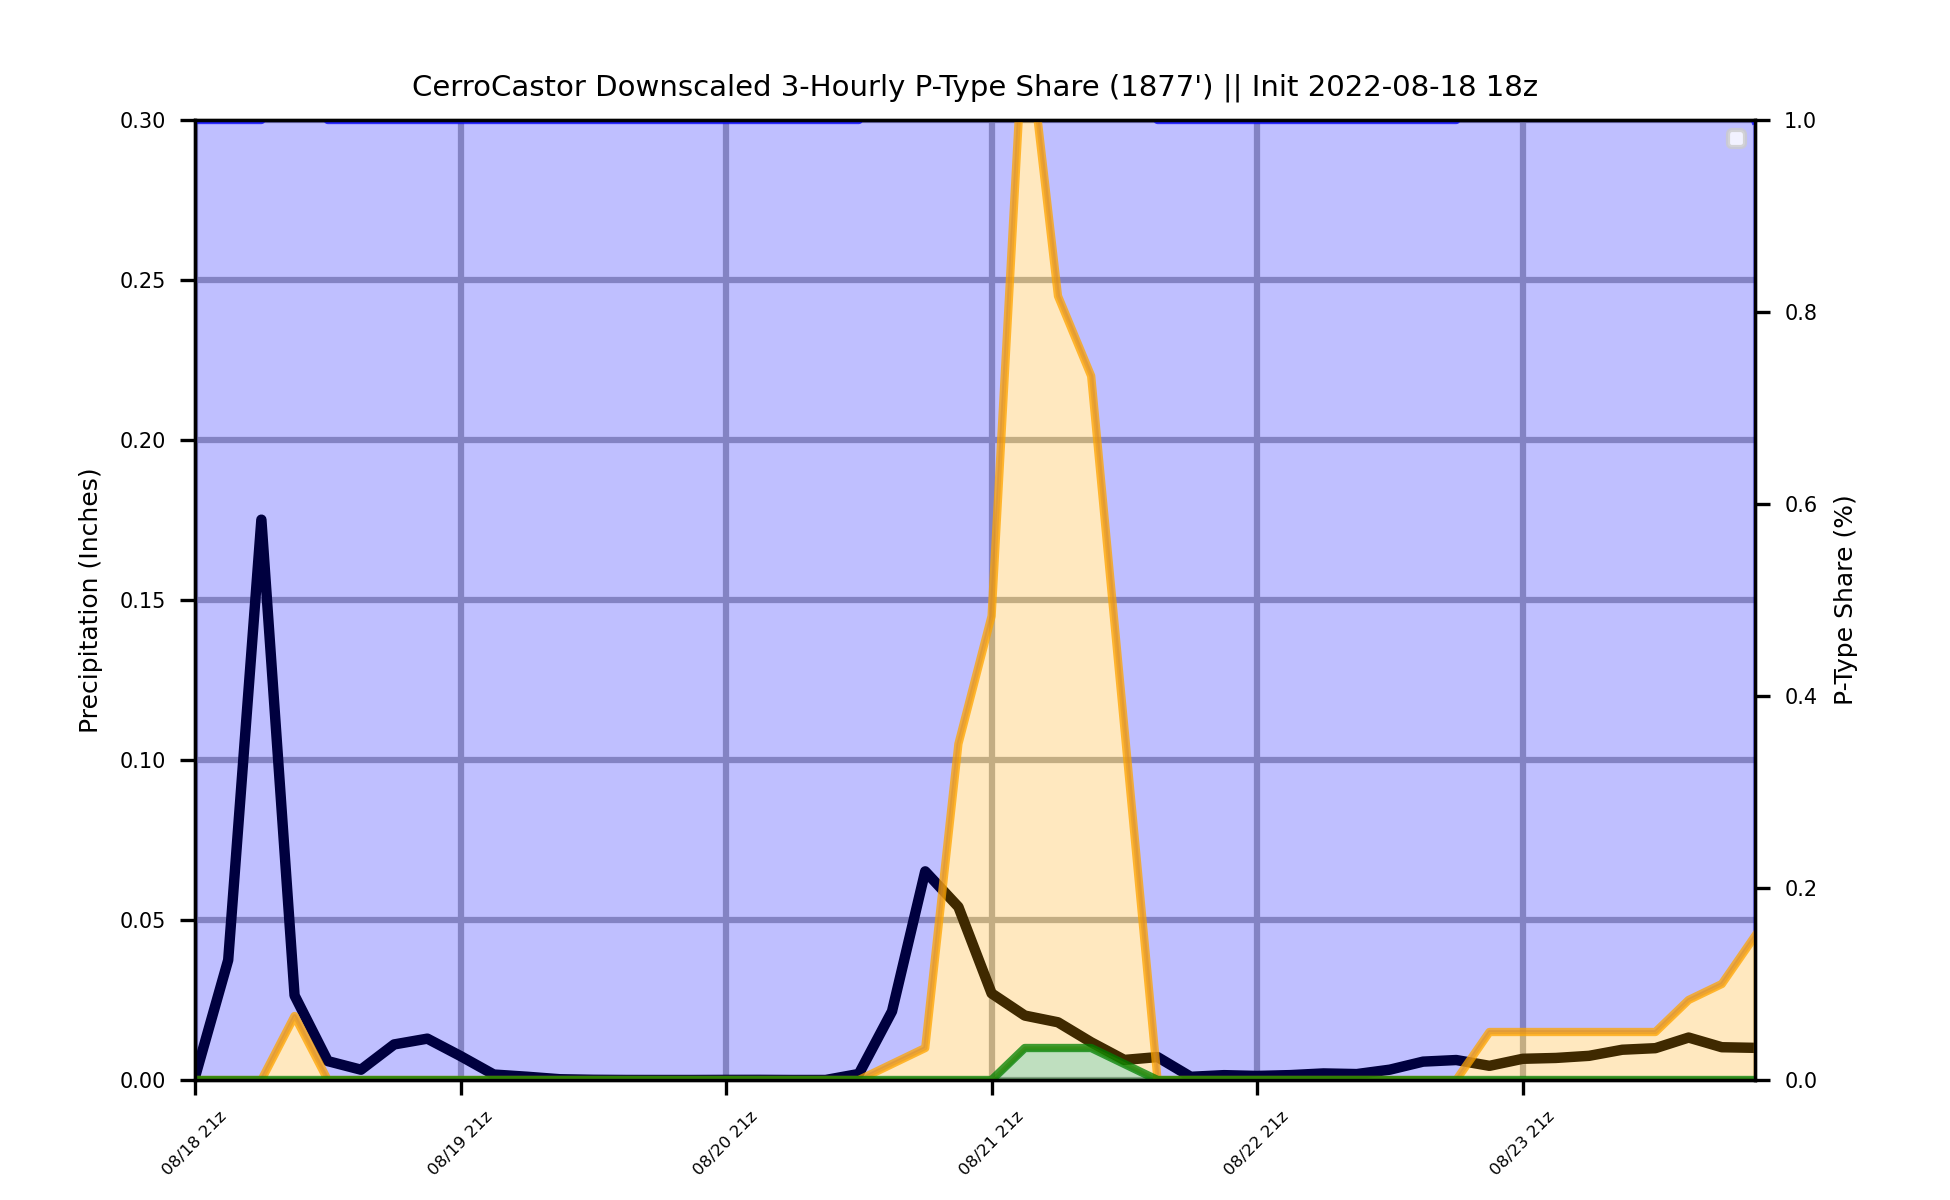 CerroCastor Downscaled 3-Hourly P-Type Share (1877') || Init 2022-08-18 18z
Precipitation (Inches)
0.30
0.25
0.20
0.15
0.10
0.05
0.00
1.0
0.8
0.6
0.4
0.2
0.0
P-Type Share (%)
08/18 21z
08/19 21z
08/20 21z
08/21 21z
08/22 21z
08/23 21z